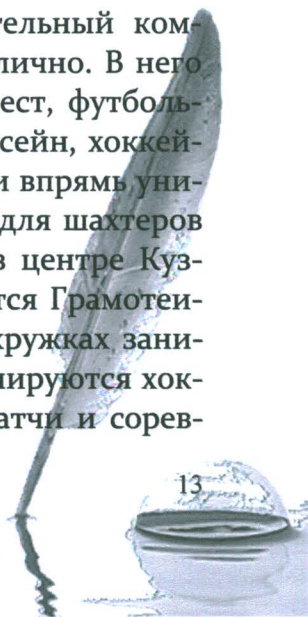 тельный ком-
лично. В него
ест, футболь-
сейн, хоккей-
и впрямь уни-
для шахтеров
в центре Куз-
тся Грамотеи-
кружках зани-
нируются хок-
атчи и сорев-
13